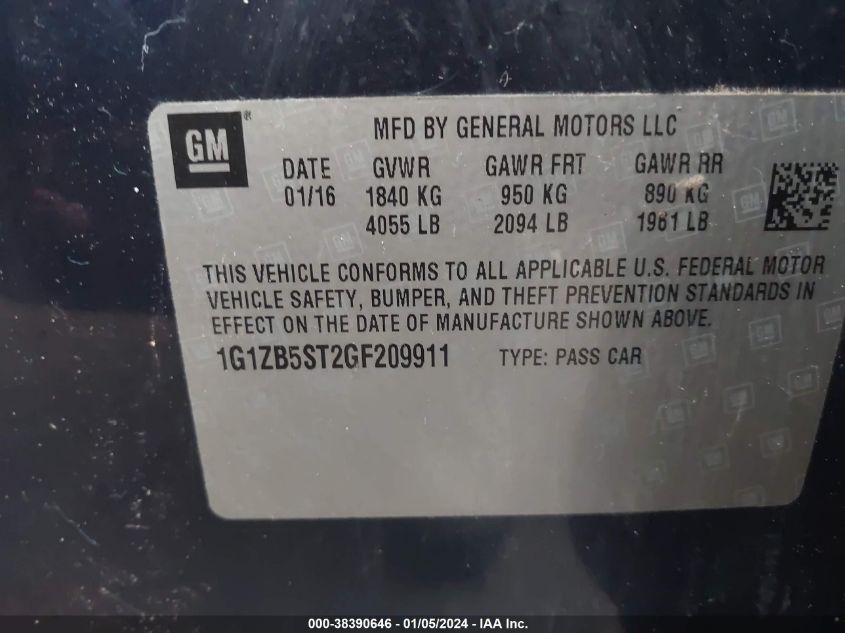 GM ® MFD BY GENERAL MOTORS LLC
DATE GVWR GAWR FRT GAWR RR
01/16 1840 KG 950 KG 890 KG
4055 LB 2094 LB 1961 LB
THIS VEHICLE CONFORMS TO ALL APPLICABLE U.S. FEDERAL MOTOR
VEHICLE SAFETY, BUMPER, AND THEFT PREVENTION STANDARDS IN
EFFECT ON THE DATE OF MANUFACTURE SHOWN ABOVE.
1G1ZB5ST2GF209911 TYPE: PASS CAR
000-38390646 - 01/05/2024 - IAA Inc.